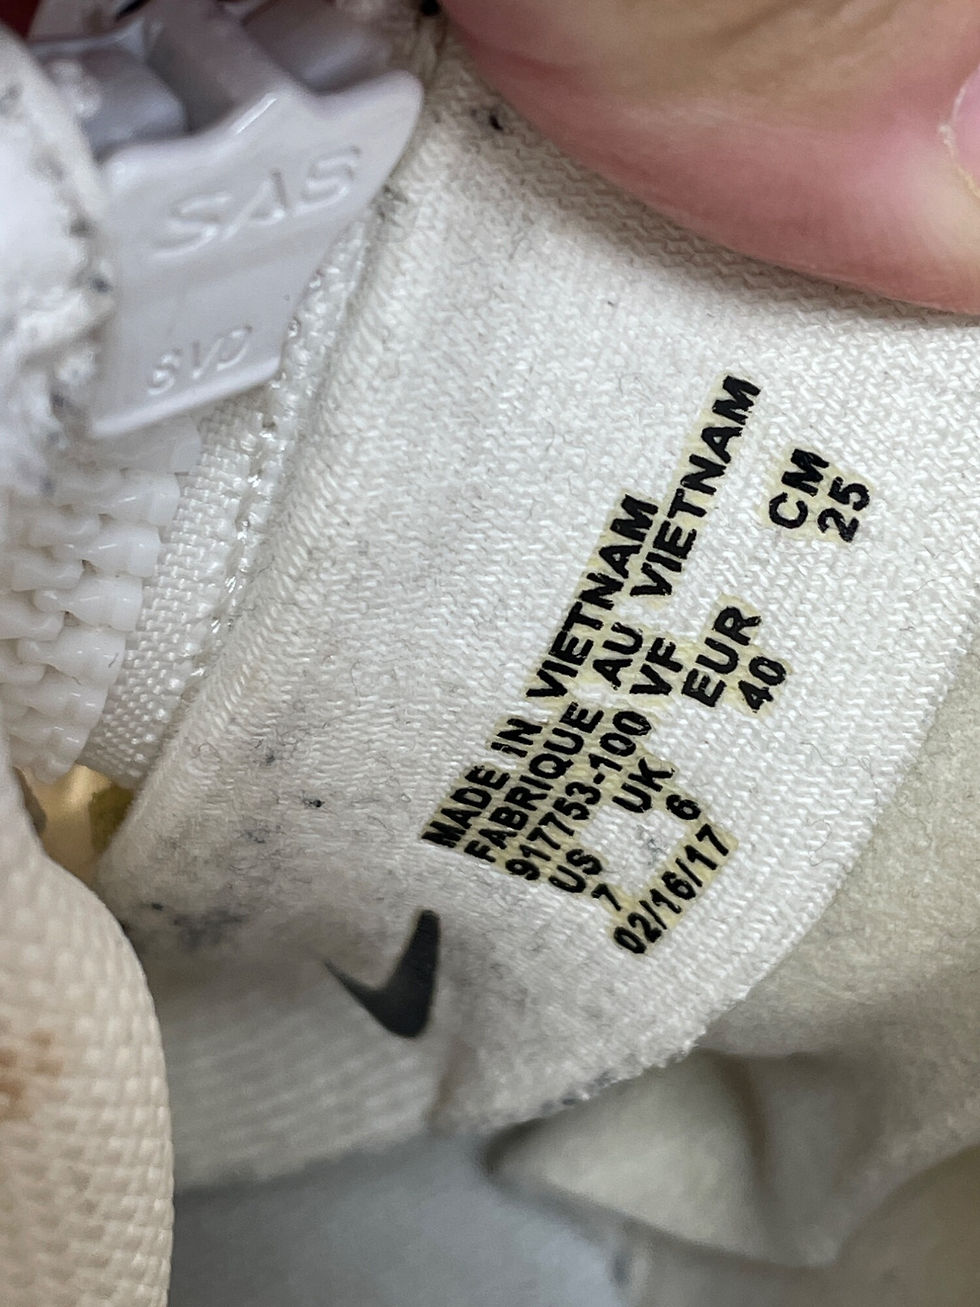 SAS
6VD
MADE IN VIETNAM
FABRIQUE AU VIETNAM
917753-100 VF
US UK EUR CM
7 6 40 25
02/16/17